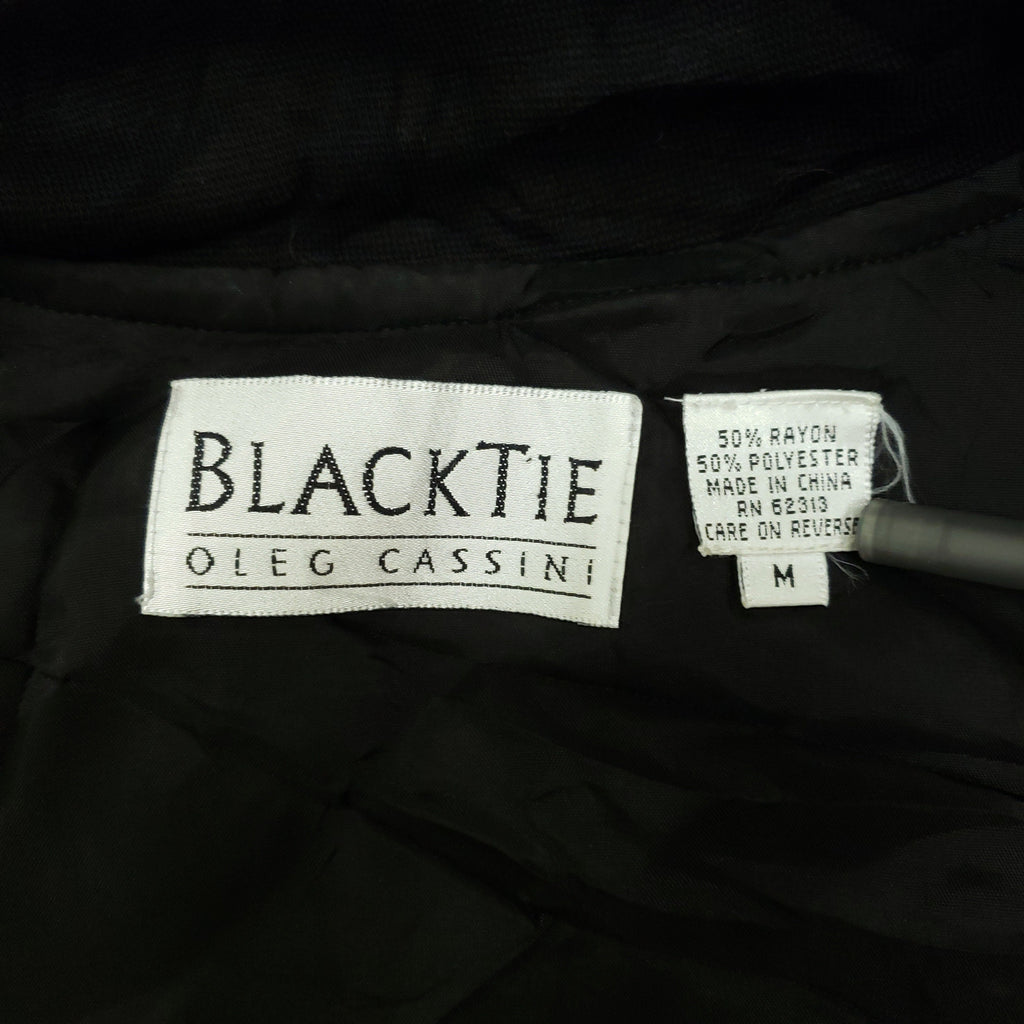 BLACKTIE
OLEG CASSINI
50% RAYON
50% POLYESTER
MADE IN CHINA
RN 62313
CARE ON REVERSE
M